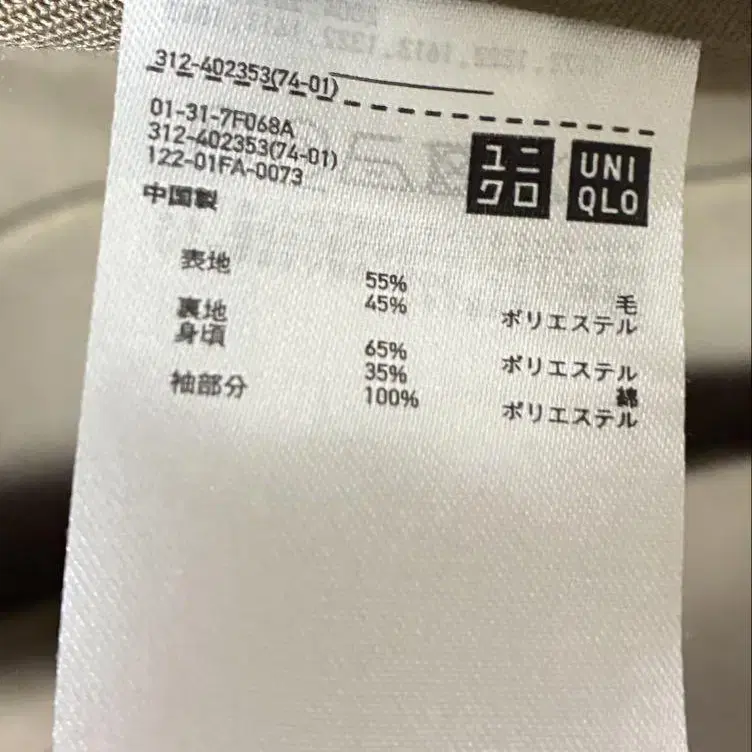 312-402353(74-01)
01-31-7F068A
312-402353(74-01)
122-01FA-0073
中国製
ユニ
クロ
UNI
QLO
表地
55% 毛
45% ポリエステル
裏地
身頃
65% ポリエステル
35% 綿
袖部分
100% ポリエステル